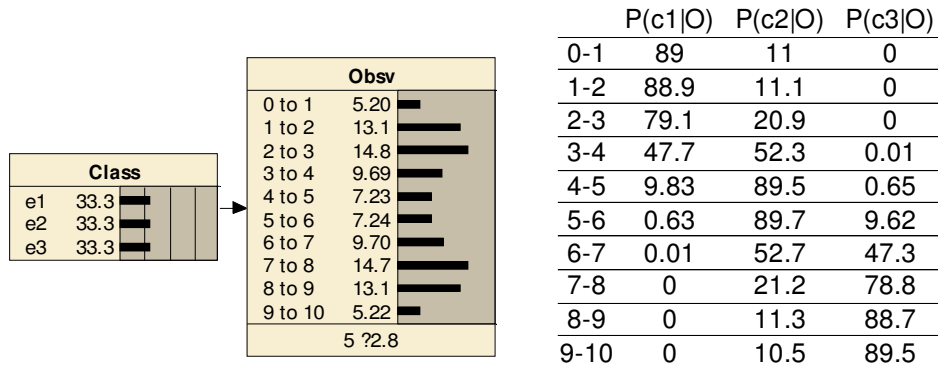 Class
e1 33.3
e2 33.3
e3 33.3
Obsv
0 to 1 5.20
1 to 2 13.1
2 to 3 14.8
3 to 4 9.69
4 to 5 7.23
5 to 6 7.24
6 to 7 9.70
7 to 8 14.7
8 to 9 13.1
9 to 10 5.22
5 ?2.8
P(c1|O) P(c2|O) P(c3|O)
0-1 89 11 0
1-2 88.9 11.1 0
2-3 79.1 20.9 0
3-4 47.7 52.3 0.01
4-5 9.83 89.5 0.65
5-6 0.63 89.7 9.62
6-7 0.01 52.7 47.3
7-8 0 21.2 78.8
8-9 0 11.3 88.7
9-10 0 10.5 89.5